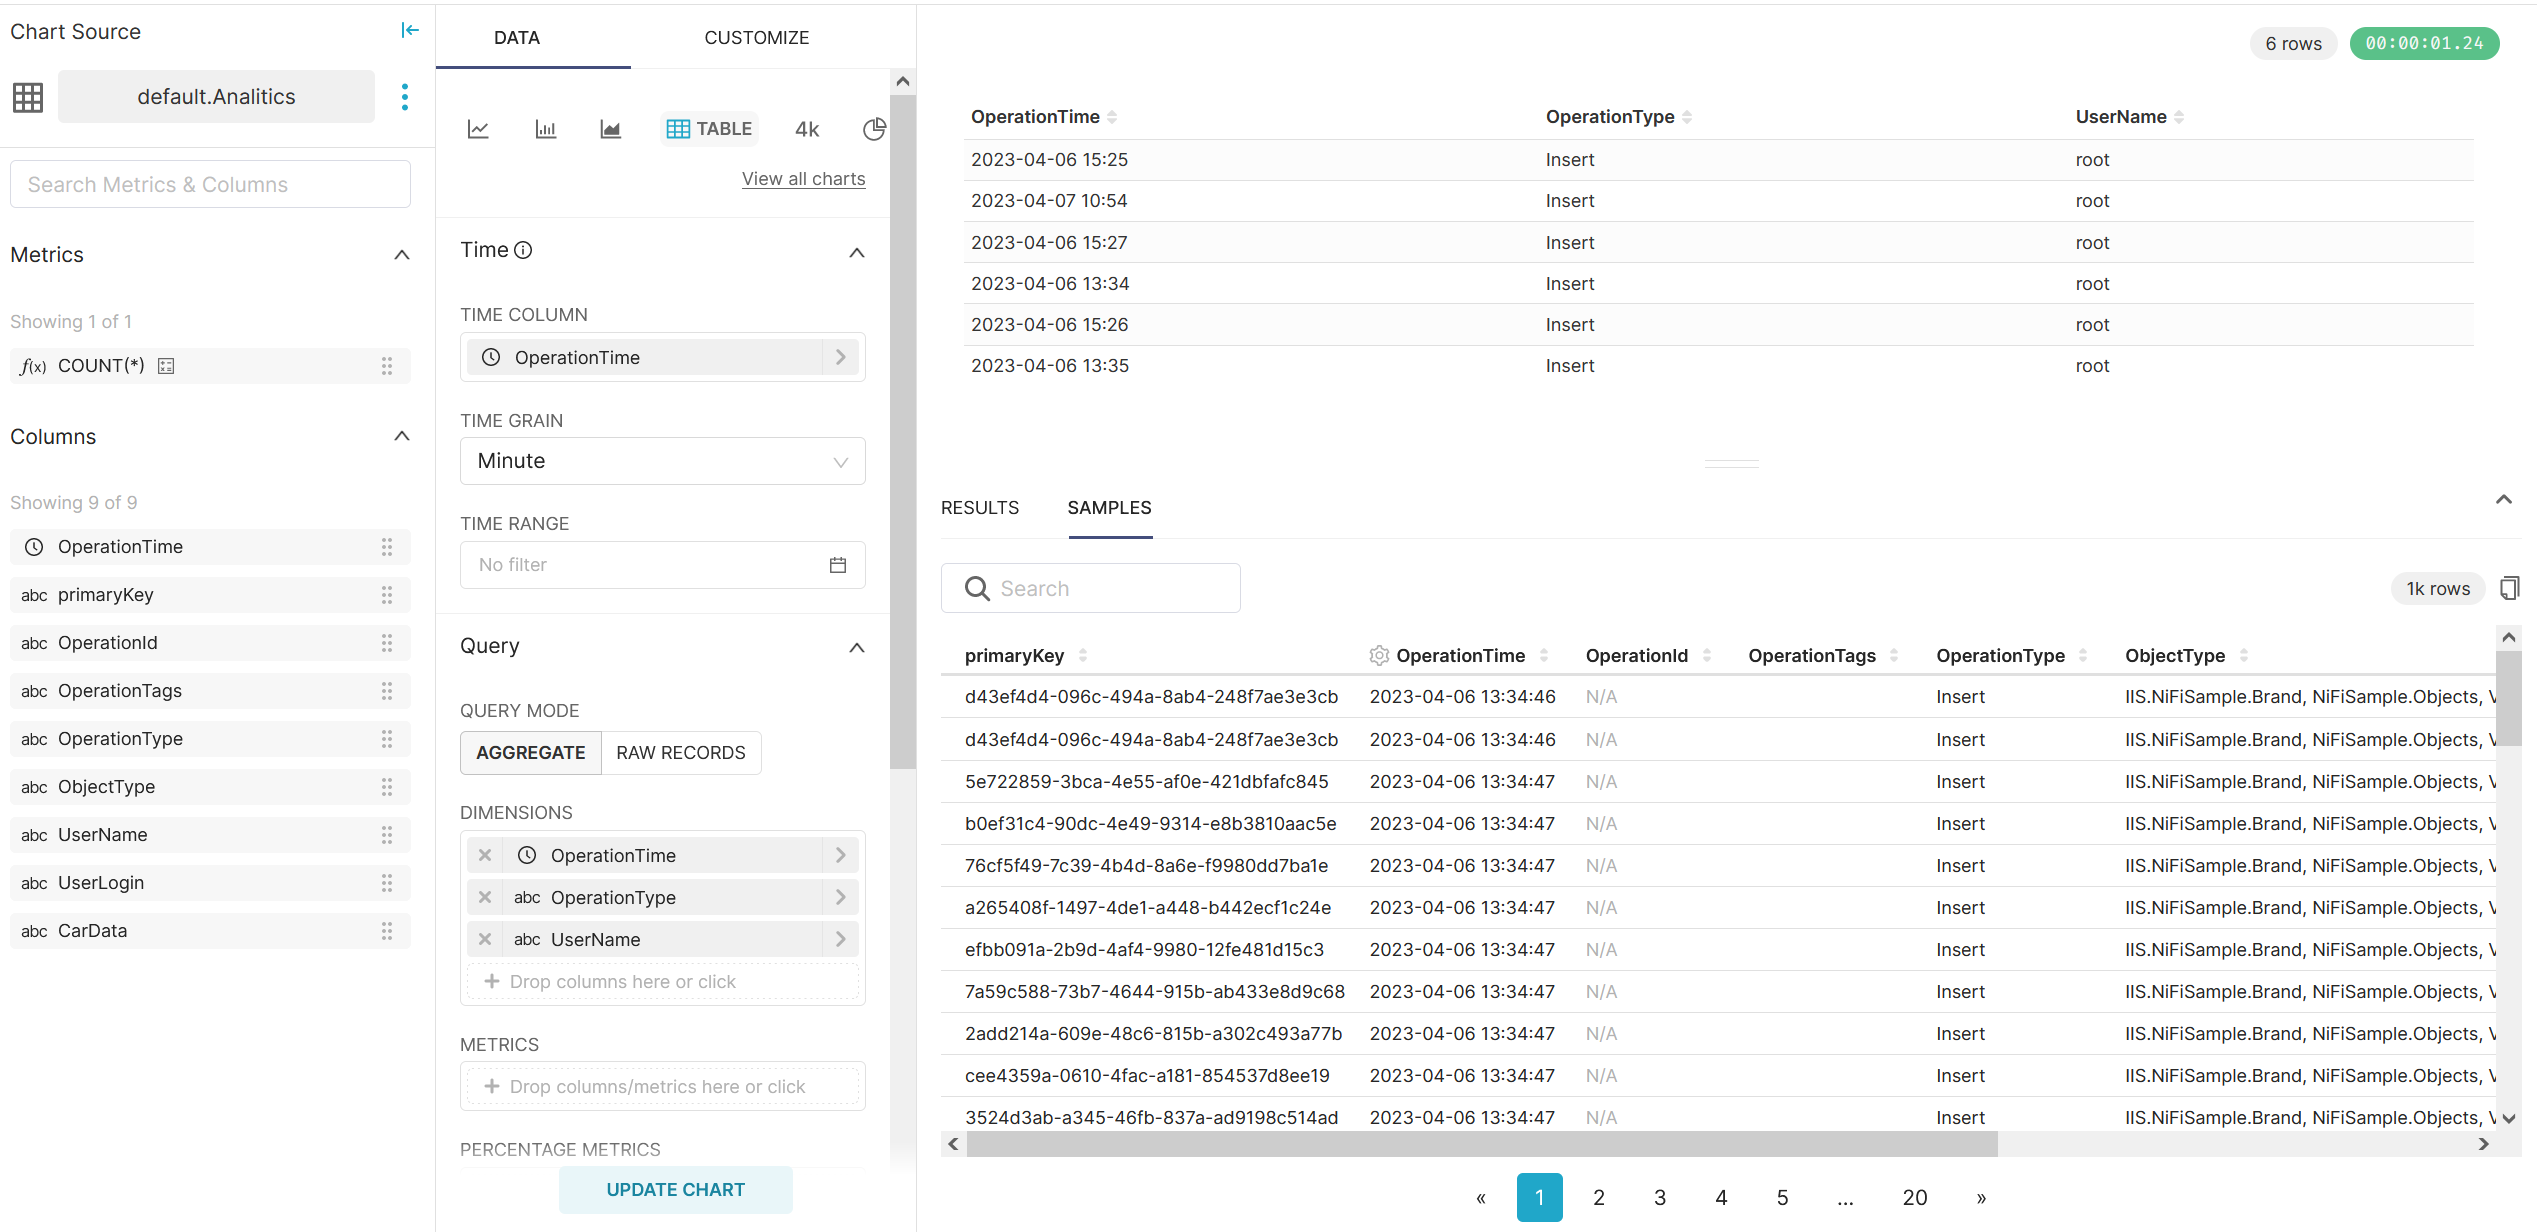 Chart Source
default.Analitics
Search Metrics & Columns
Metrics
Showing 1 of 1
f(x) COUNT(*)
Columns
Showing 9 of 9
OperationTime
abc primaryKey
abc OperationId
abc OperationTags
abc OperationType
abc ObjectType
abc UserName
abc UserLogin
abc CarData
DATA CUSTOMIZE
TABLE 4k
View all charts
Time
TIME COLUMN
OperationTime
TIME GRAIN
Minute
TIME RANGE
No filter
Query
QUERY MODE
AGGREGATE RAW RECORDS
DIMENSIONS
OperationTime
abc OperationType
abc UserName
+ Drop columns here or click
METRICS
+ Drop columns/metrics here or click
PERCENTAGE METRICS
UPDATE CHART
6 rows 00:00:01.24
OperationTime OperationType UserName
2023-04-06 15:25 Insert root
2023-04-07 10:54 Insert root
2023-04-06 15:27 Insert root
2023-04-06 13:34 Insert root
2023-04-06 15:26 Insert root
2023-04-06 13:35 Insert root
RESULTS SAMPLES
Search
1k rows
primaryKey OperationTime OperationId OperationTags OperationType ObjectType
d43ef4d4-096c-494a-8ab4-248f7ae3e3cb 2023-04-06 13:34:46 N/A Insert IIS.NiFiSample.Brand, NiFiSample.Objects, V
d43ef4d4-096c-494a-8ab4-248f7ae3e3cb 2023-04-06 13:34:46 N/A Insert IIS.NiFiSample.Brand, NiFiSample.Objects, V
5e722859-3bca-4e55-af0e-421dbfafc845 2023-04-06 13:34:47 N/A Insert IIS.NiFiSample.Brand, NiFiSample.Objects, V
b0ef31c4-90dc-4e49-9314-e8b3810aac5e 2023-04-06 13:34:47 N/A Insert IIS.NiFiSample.Brand, NiFiSample.Objects, V
76cf5f49-7c39-4b4d-8a6e-f9980dd7ba1e 2023-04-06 13:34:47 N/A Insert IIS.NiFiSample.Brand, NiFiSample.Objects, V
a265408f-1497-4de1-a448-b442ecf1c24e 2023-04-06 13:34:47 N/A Insert IIS.NiFiSample.Brand, NiFiSample.Objects, V
efbb091a-2b9d-4af4-9980-12fe481d15c3 2023-04-06 13:34:47 N/A Insert IIS.NiFiSample.Brand, NiFiSample.Objects, V
7a59c588-73b7-4644-915b-ab433e8d9c68 2023-04-06 13:34:47 N/A Insert IIS.NiFiSample.Brand, NiFiSample.Objects, V
2add214a-609e-48c6-815b-a302c493a77b 2023-04-06 13:34:47 N/A Insert IIS.NiFiSample.Brand, NiFiSample.Objects, V
cee4359a-0610-4fac-a181-854537d8ee19 2023-04-06 13:34:47 N/A Insert IIS.NiFiSample.Brand, NiFiSample.Objects, V
3524d3ab-a345-46fb-837a-ad9198c514ad 2023-04-06 13:34:47 N/A Insert IIS.NiFiSample.Brand, NiFiSample.Objects, V
« 1 2 3 4 5 ... 20 »